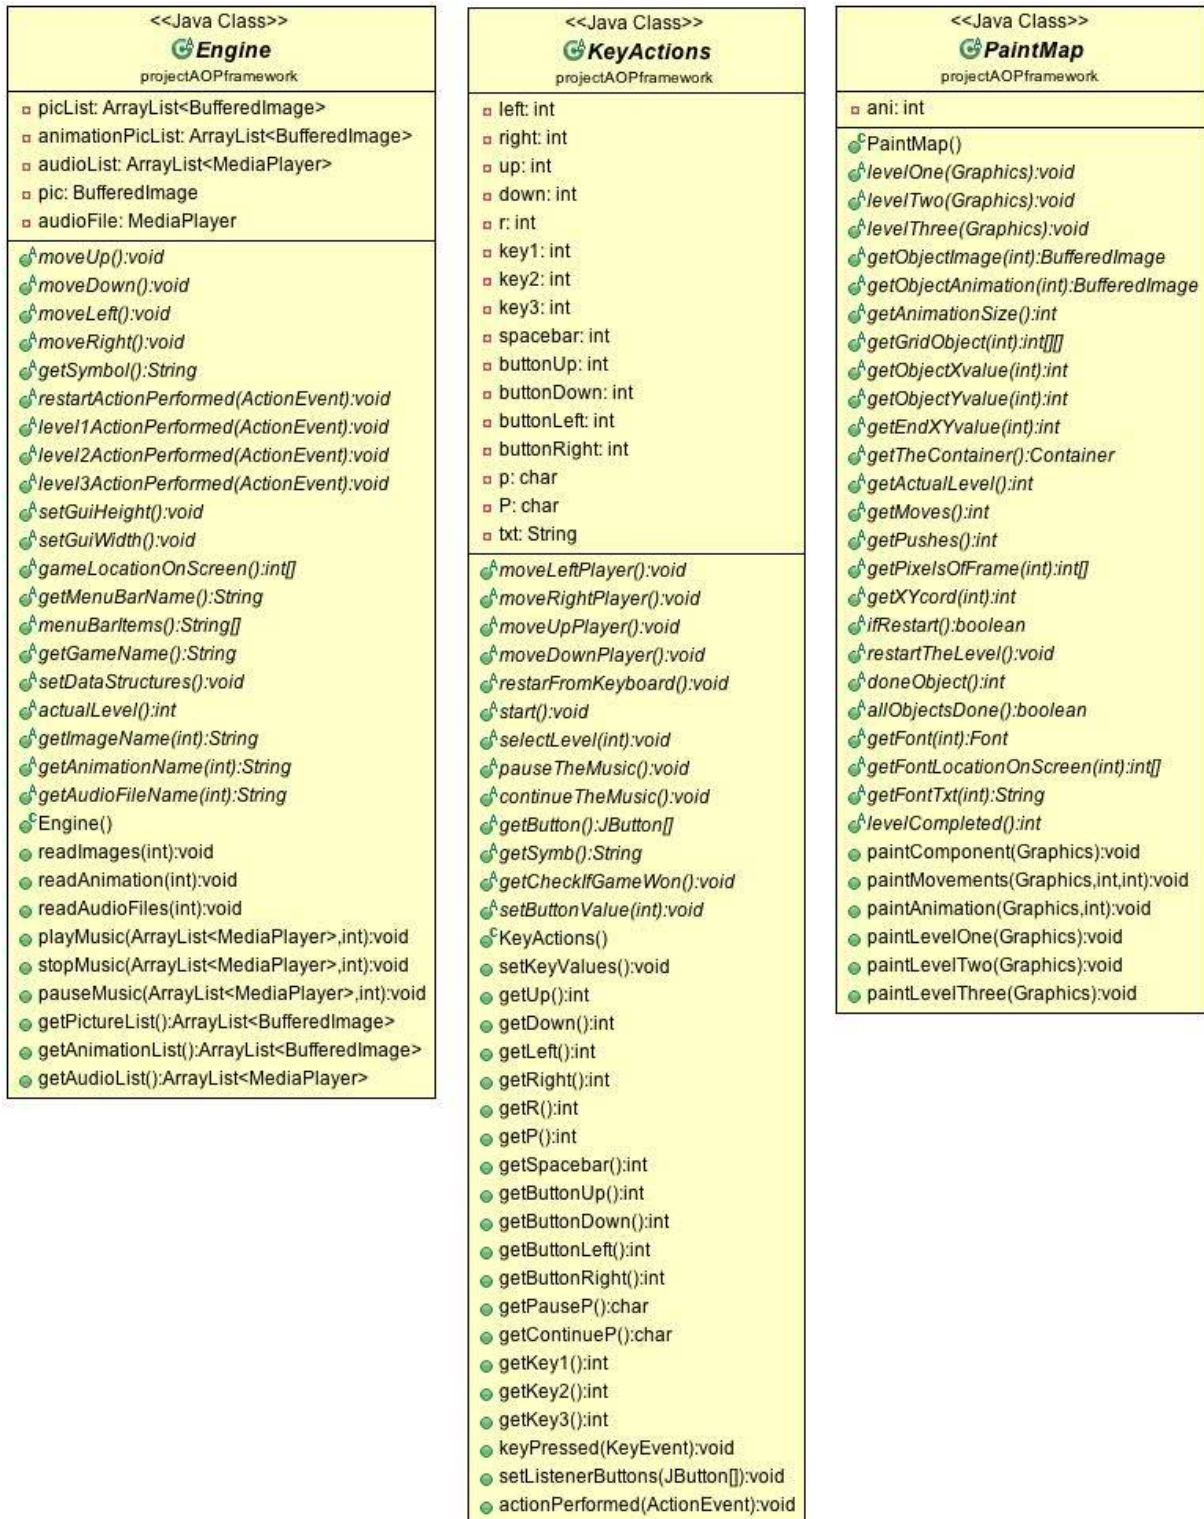 <<Java Class>>
Engine
projectAOPframework
picList: ArrayList<BufferedImage>
animationPicList: ArrayList<BufferedImage>
audioList: ArrayList<MediaPlayer>
pic: BufferedImage
audioFile: MediaPlayer
moveUp():void
moveDown():void
moveLeft():void
moveRight():void
getSymbol():String
restartActionPerformed(ActionEvent):void
level1ActionPerformed(ActionEvent):void
level2ActionPerformed(ActionEvent):void
level3ActionPerformed(ActionEvent):void
setGuiHeight():void
setGuiWidth():void
gameLocationOnScreen():int[]
getMenuBarName():String
menuBarItems():String[]
getGameName():String
setDataStructures():void
actualLevel():int
getImageName(int):String
getAnimationName(int):String
getAudioFileName(int):String
Engine()
readImages(int):void
readAnimation(int):void
readAudioFiles(int):void
playMusic(ArrayList<MediaPlayer>,int):void
stopMusic(ArrayList<MediaPlayer>,int):void
pauseMusic(ArrayList<MediaPlayer>,int):void
getPictureList():ArrayList<BufferedImage>
getAnimationList():ArrayList<BufferedImage>
getAudioList():ArrayList<MediaPlayer>
<<Java Class>>
KeyActions
projectAOPframework
left: int
right: int
up: int
down: int
r: int
key1: int
key2: int
key3: int
spacebar: int
buttonUp: int
buttonDown: int
buttonLeft: int
buttonRight: int
p: char
P: char
txt: String
moveLeftPlayer():void
moveRightPlayer():void
moveUpPlayer():void
moveDownPlayer():void
restarFromKeyboard():void
start():void
selectLevel(int):void
pauseTheMusic():void
continueTheMusic():void
getButton():JButton[]
getSymb():String
getCheckIfGameWon():void
setButtonValue(int):void
KeyActions()
setKeyValues():void
getUp():int
getDown():int
getLeft():int
getRight():int
getR():int
getP():int
getSpacebar():int
getButtonUp():int
getButtonDown():int
getButtonLeft():int
getButtonRight():int
getPauseP():char
getContinueP():char
getKey1():int
getKey2():int
getKey3():int
keyPressed(KeyEvent):void
setListenerButtons(JButton[]):void
actionPerformed(ActionEvent):void
<<Java Class>>
PaintMap
projectAOPframework
ani: int
PaintMap()
levelOne(Graphics):void
levelTwo(Graphics):void
levelThree(Graphics):void
getObjectImage(int):BufferedImage
getObjectAnimation(int):BufferedImage
getAnimationSize():int
getGridObject(int):int[][]
getObjectXvalue(int):int
getObjectYvalue(int):int
getEndXYvalue(int):int
getTheContainer():Container
getActualLevel():int
getMoves():int
getPushes():int
getPixelsOfFrame(int):int[]
getXYcord(int):int
ifRestart():boolean
restartTheLevel():void
doneObject():int
allObjectsDone():boolean
getFont(int):Font
getFontLocationOnScreen(int):int[]
getFontTxt(int):String
levelCompleted():int
paintComponent(Graphics):void
paintMovements(Graphics,int,int):void
paintAnimation(Graphics,int):void
paintLevelOne(Graphics):void
paintLevelTwo(Graphics):void
paintLevelThree(Graphics):void